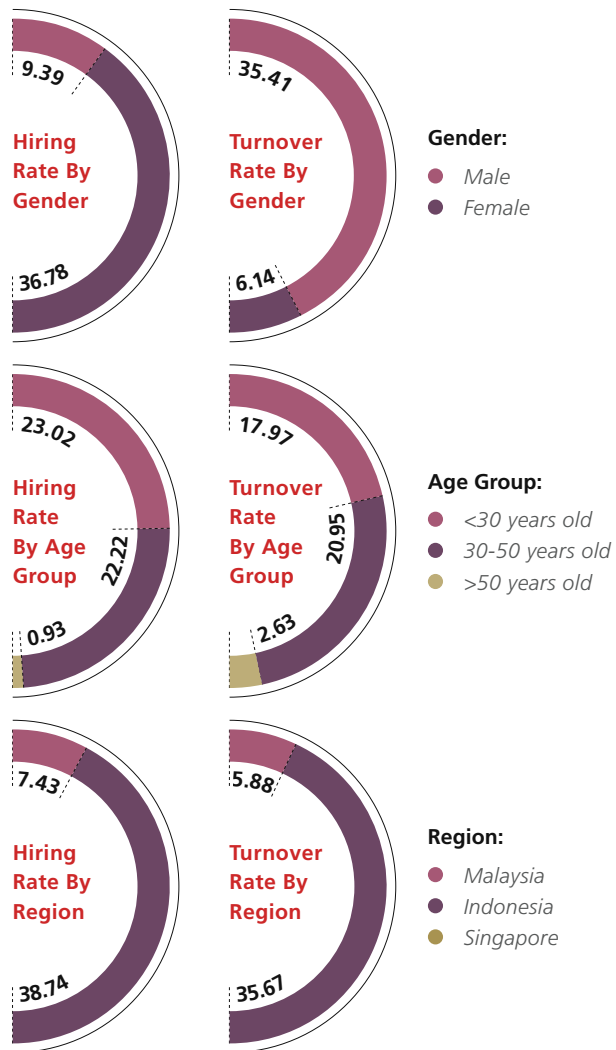 9.39
Hiring
Rate By
Gender
36.78
35.41
Turnover
Rate By
Gender
6.14
Gender:
Male
Female
23.02
Hiring
Rate
By Age
Group
22.22
0.93
17.97
Turnover
Rate
By Age
Group
20.95
2.63
Age Group:
<30 years old
30-50 years old
>50 years old
7.43
Hiring
Rate By
Region
38.74
5.88
Turnover
Rate By
Region
35.67
Region:
Malaysia
Indonesia
Singapore